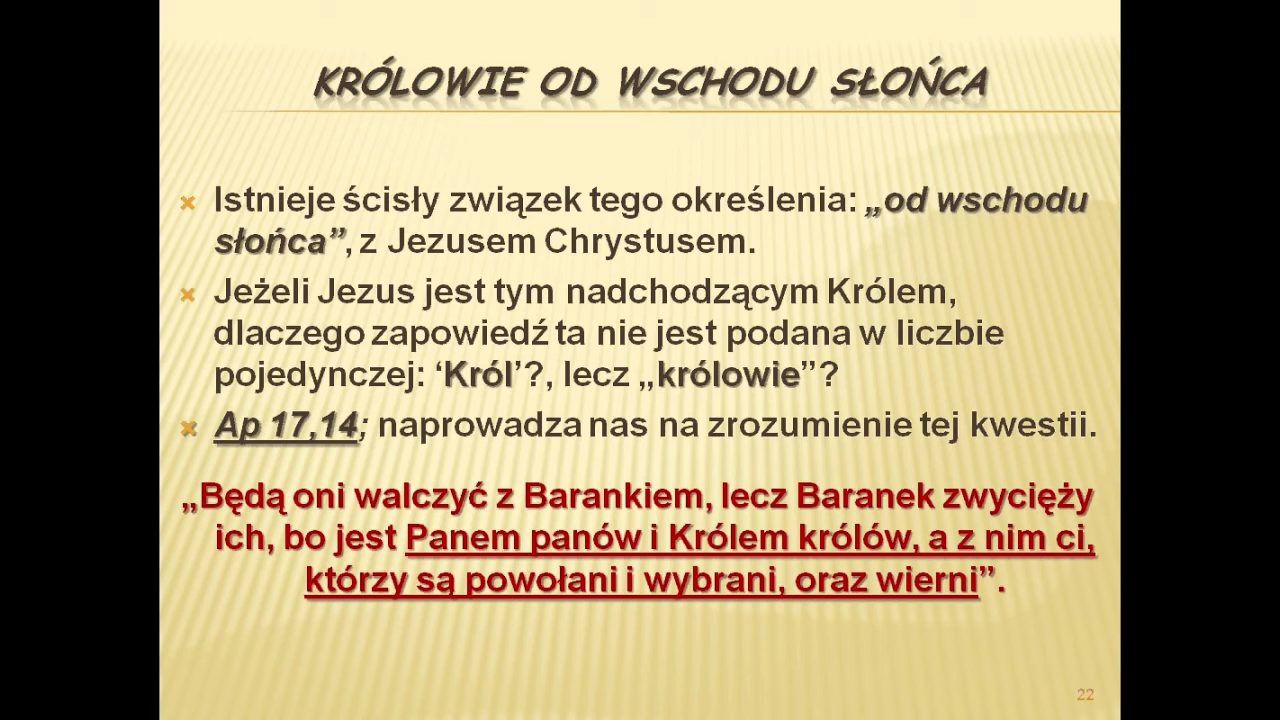 KRÓLOWIE OD WSCHODU SŁOŃCA
Istnieje ścisły związek tego określenia: „od wschodu
słońca”, z Jezusem Chrystusem.
Jeżeli Jezus jest tym nadchodzącym Królem,
dlaczego zapowiedź ta nie jest podana w liczbie
pojedynczej: ‘Król’?, lecz „królowie”?
Ap 17,14; naprowadza nas na zrozumienie tej kwestii.
„Będą oni walczyć z Barankiem, lecz Baranek zwycięży
ich, bo jest Panem panów i Królem królów, a z nim ci,
którzy są powołani i wybrani, oraz wierni”.
22